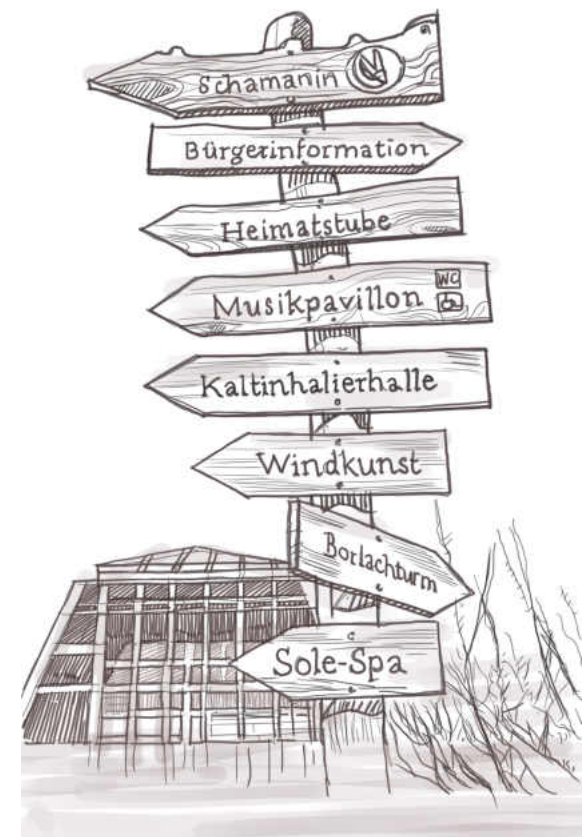 Schamanin
Bürgerinformation
Heimatstube
Musikpavillon WC
Kaltinhalierhalle
Windkunst
Borlachturm
Sole-Spa